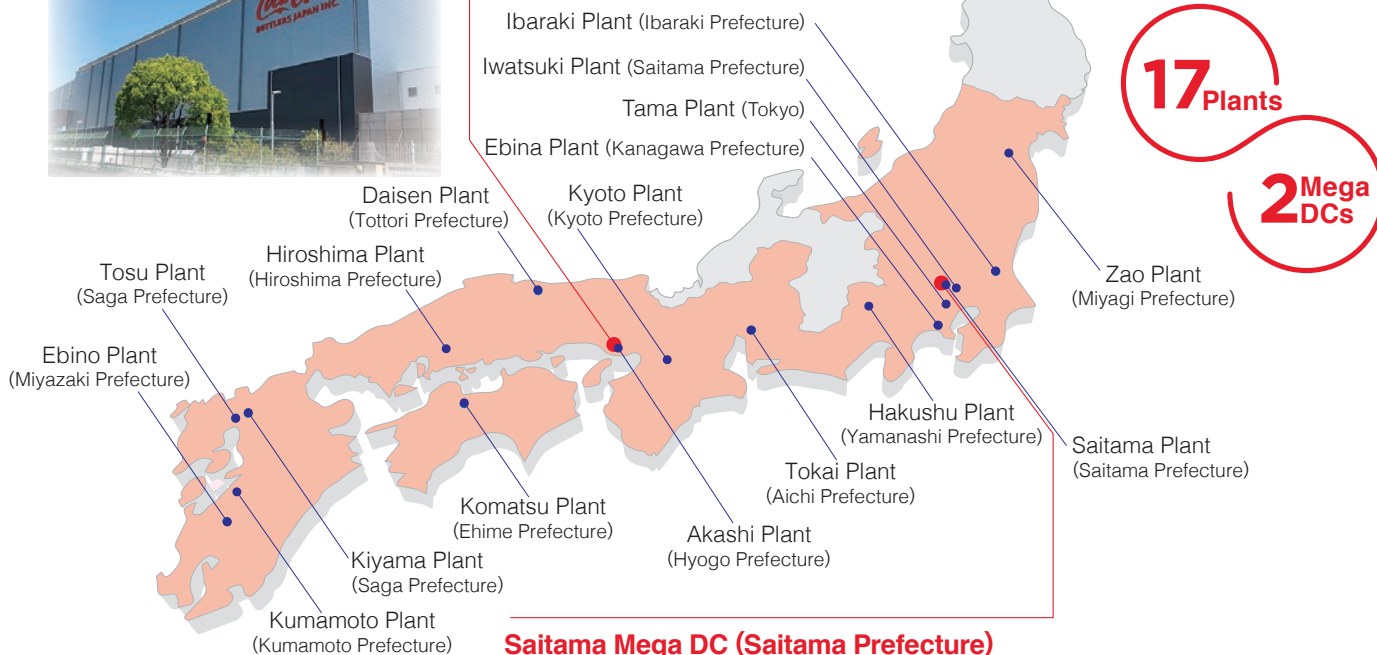 BOTTLERS JAPAN INC.
Ibaraki Plant (Ibaraki Prefecture)
Iwatsuki Plant (Saitama Prefecture)
Tama Plant (Tokyo)
Ebina Plant (Kanagawa Prefecture)
17 Plants
2 Mega
DCs
Daisen Plant
(Tottori Prefecture)
Kyoto Plant
(Kyoto Prefecture)
Hiroshima Plant
(Hiroshima Prefecture)
Tosu Plant
(Saga Prefecture)
Ebino Plant
(Miyazaki Prefecture)
Zao Plant
(Miyagi Prefecture)
Hakushu Plant
(Yamanashi Prefecture)
Saitama Plant
(Saitama Prefecture)
Tokai Plant
(Aichi Prefecture)
Komatsu Plant
(Ehime Prefecture)
Akashi Plant
(Hyogo Prefecture)
Kiyama Plant
(Saga Prefecture)
Kumamoto Plant
(Kumamoto Prefecture)
Saitama Mega DC (Saitama Prefecture)